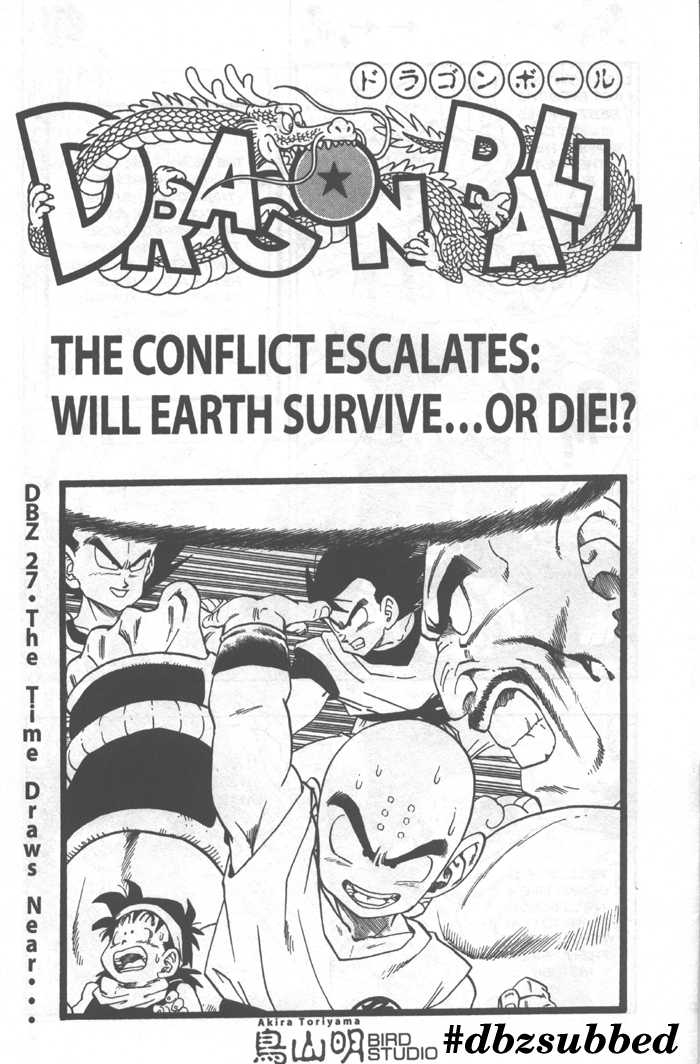 ドラゴンボール
DRAGON BALL
THE CONFLICT ESCALATES:
WILL EARTH SURVIVE...OR DIE!?
DBZ 27 • The Time Draws Near...
Akira Toriyama
鳥山明 BIRD STUDIO
#dbzsubbed